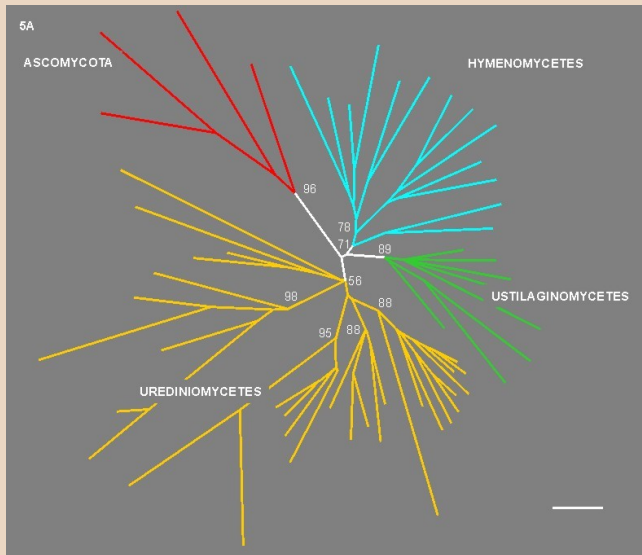 5A
ASCOMYCOTA
HYMENOMYCETES
96
78
71
89
56
USTILAGINOMYCETES
98
88
95
88
UREDINIOMYCETES